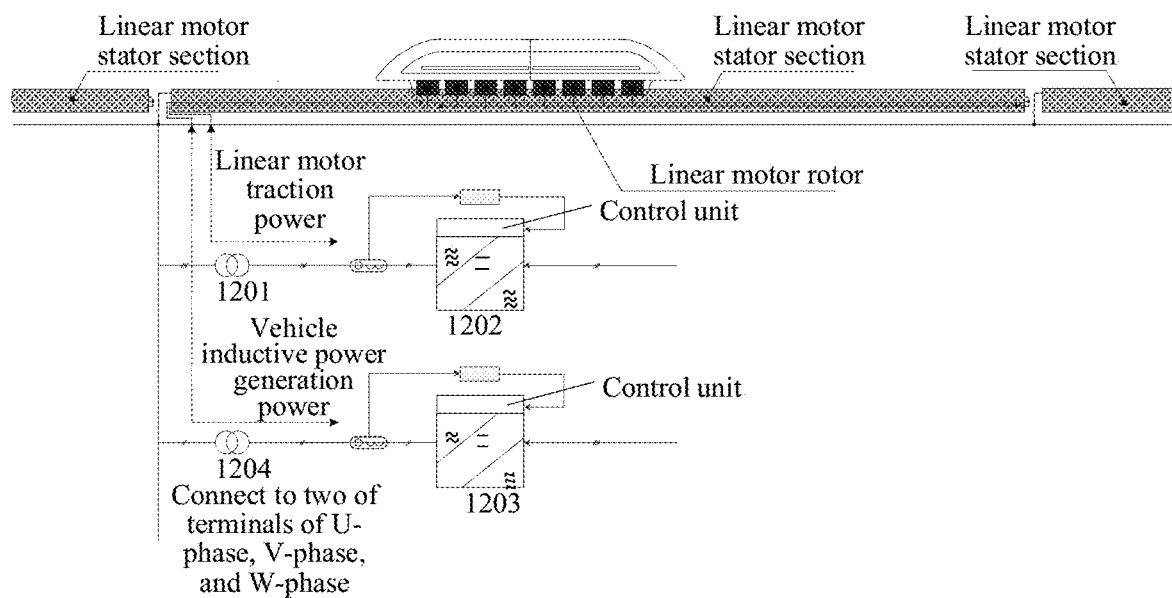 Linear motor
stator section
Linear motor
stator section
Linear motor
stator section
Linear motor
traction
power
Linear motor rotor
Control unit
1201
1202
Vehicle
inductive power
generation
power
Control unit
1204
1203
Connect to two of
terminals of U-
phase, V-phase,
and W-phase